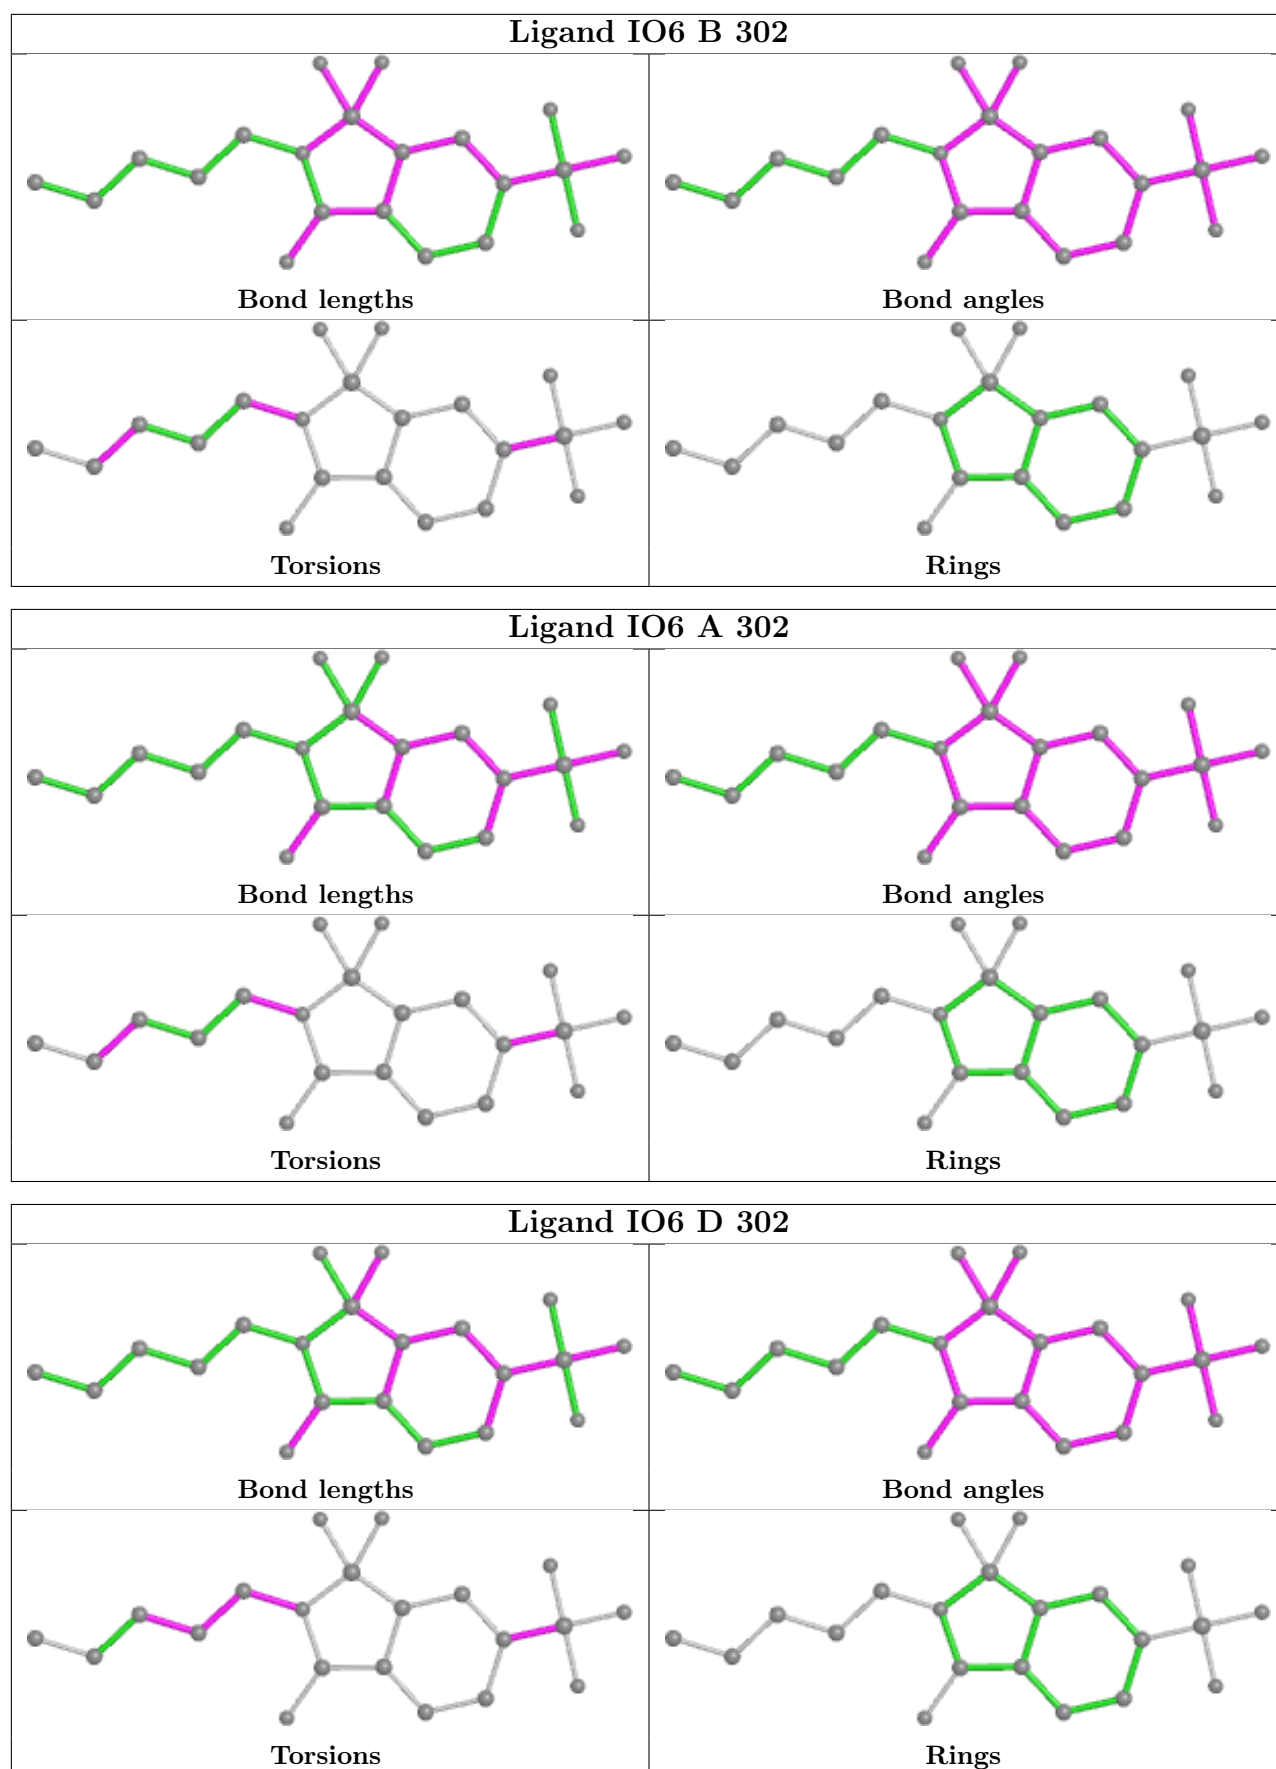 Ligand IO6 B 302
Bond lengths
Bond angles
Torsions
Rings
Ligand IO6 A 302
Bond lengths
Bond angles
Torsions
Rings
Ligand IO6 D 302
Bond lengths
Bond angles
Torsions
Rings